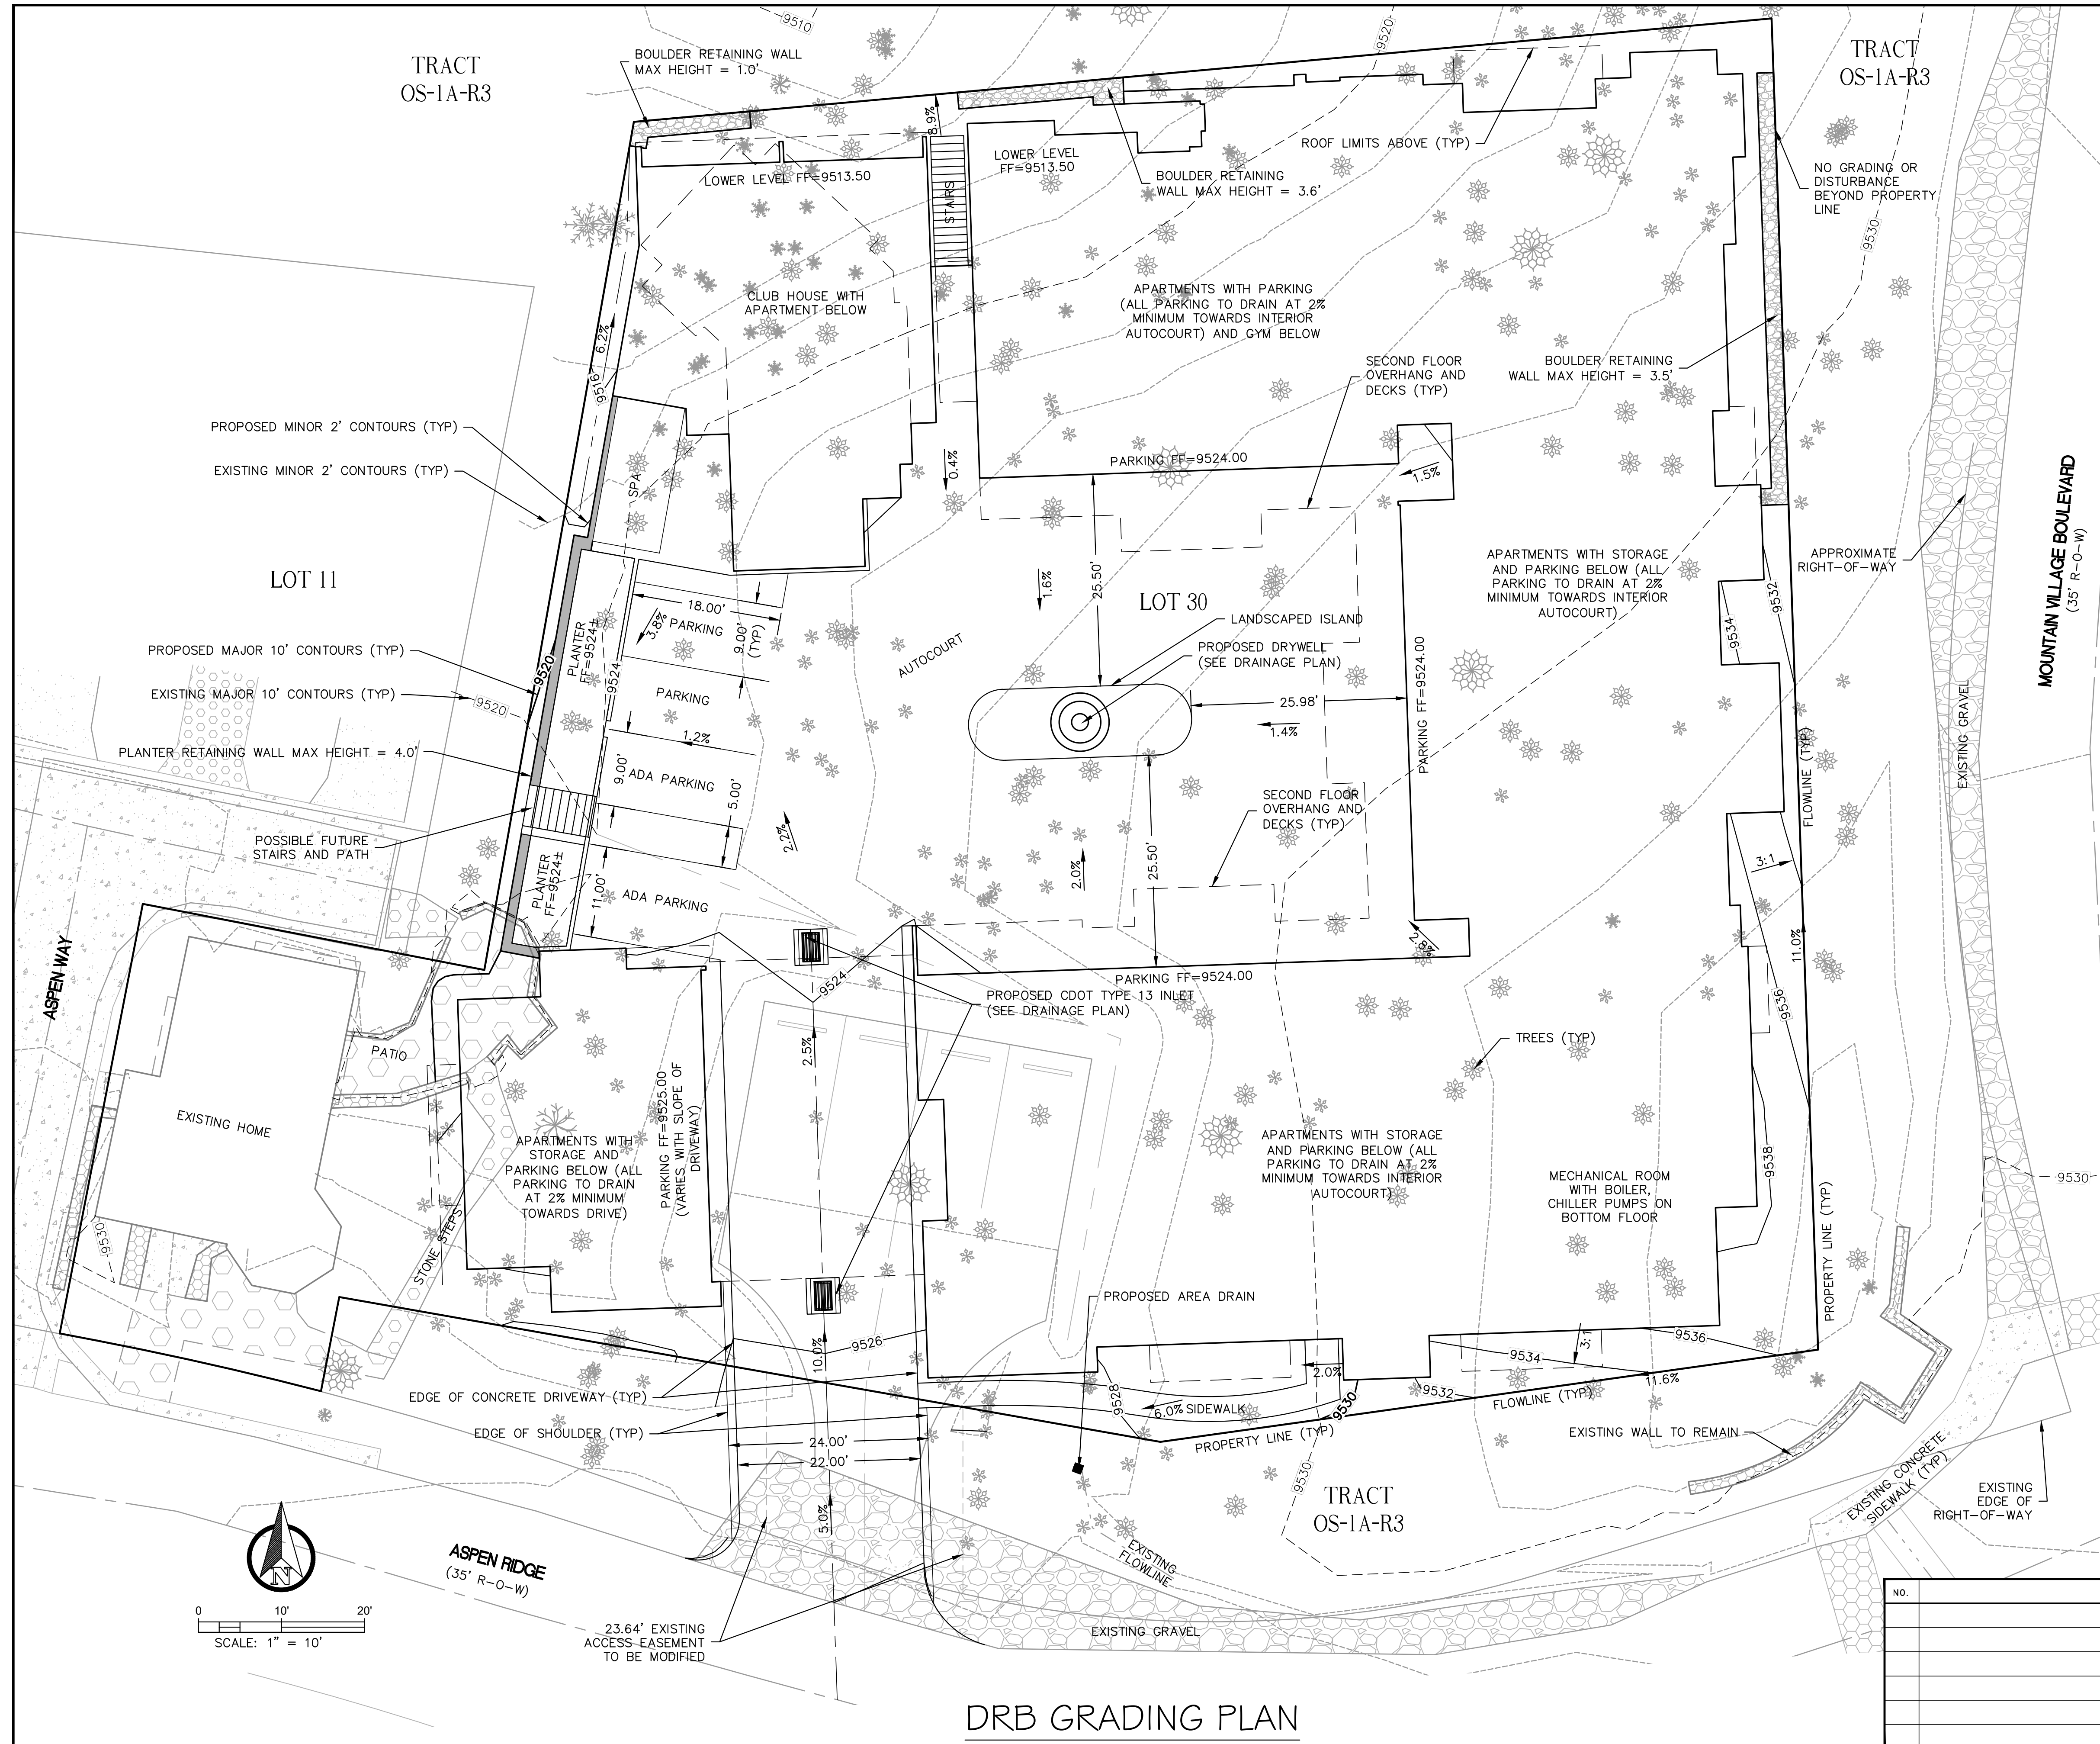 9510
TRACT
OS-1A-R3
BOULDER RETAINING WALL
MAX HEIGHT = 1.0'
9520
TRACT
OS-1A-R3
8.9%
ROOF LIMITS ABOVE (TYP)
LOWER LEVEL
FF=9513.50
LOWER LEVEL FF=9513.50
STAIRS
BOULDER RETAINING
WALL MAX HEIGHT = 3.6'
NO GRADING OR
DISTURBANCE
BEYOND PROPERTY
LINE
9530
CLUB HOUSE WITH
APARTMENT BELOW
APARTMENTS WITH PARKING
(ALL PARKING TO DRAIN AT 2%
MINIMUM TOWARDS INTERIOR
AUTOCOURT) AND GYM BELOW
6.2%
9516
SECOND FLOOR
OVERHANG AND
DECKS (TYP)
BOULDER RETAINING
WALL MAX HEIGHT = 3.5'
PROPOSED MINOR 2' CONTOURS (TYP)
EXISTING MINOR 2' CONTOURS (TYP)
SPA
0.4%
PARKING FF=9524.00
1.5%
MOUNTAIN VILLAGE BOULEVARD
(35' R-O-W)
APARTMENTS WITH STORAGE
AND PARKING BELOW (ALL
PARKING TO DRAIN AT 2%
MINIMUM TOWARDS INTERIOR
AUTOCOURT)
APPROXIMATE
RIGHT-OF-WAY
LOT 11
1.6%
25.50'
LOT 30
9532
9534
18.00'
3.8%
PARKING
9.00'
(TYP)
PLANTER
FF=9524±
9524
LANDSCAPED ISLAND
PROPOSED DRYWELL
(SEE DRAINAGE PLAN)
AUTOCOURT
PROPOSED MAJOR 10' CONTOURS (TYP)
9520
EXISTING MAJOR 10' CONTOURS (TYP)
9520
PARKING
25.98'
1.4%
PARKING FF=9524.00
EXISTING GRAVEL
FLOWLINE (TYP)
PLANTER RETAINING WALL MAX HEIGHT = 4.0'
1.2%
9.00'
ADA PARKING
5.00'
SECOND FLOOR
OVERHANG AND
DECKS (TYP)
POSSIBLE FUTURE
STAIRS AND PATH
2.2%
2.0%
25.50'
3:1
PLANTER
FF=9524±
11.00'
ADA PARKING
2.8%
11.0%
ASPEN WAY
PARKING FF=9524.00
9524
PROPOSED CDOT TYPE 13 INLET
(SEE DRAINAGE PLAN)
9536
2.5%
TREES (TYP)
PATIO
EXISTING HOME
PARKING FF=9525.00
(VARIES WITH SLOPE OF
DRIVEWAY)
APARTMENTS WITH
STORAGE AND
PARKING BELOW (ALL
PARKING TO DRAIN
AT 2% MINIMUM
TOWARDS DRIVE)
APARTMENTS WITH STORAGE
AND PARKING BELOW (ALL
PARKING TO DRAIN AT 2%
MINIMUM TOWARDS INTERIOR
AUTOCOURT)
MECHANICAL ROOM
WITH BOILER,
CHILLER PUMPS ON
BOTTOM FLOOR
9538
9530
9530
STONE STEPS
PROPERTY LINE (TYP)
PROPOSED AREA DRAIN
10.0%
9526
9536
3:1
9534
2.0%
11.6%
EDGE OF CONCRETE DRIVEWAY (TYP)
9528
6.0%
SIDEWALK
9530
9532
FLOWLINE (TYP)
EDGE OF SHOULDER (TYP)
24.00'
22.00'
PROPERTY LINE (TYP)
EXISTING WALL TO REMAIN
9530
TRACT
OS-1A-R3
EXISTING CONCRETE
SIDEWALK (TYP)
EXISTING
EDGE OF
RIGHT-OF-WAY
5.0%
N
ASPEN RIDGE
(35' R-O-W)
EXISTING
FLOWLINE
0 10' 20'
SCALE: 1" = 10'
23.64' EXISTING
ACCESS EASEMENT
TO BE MODIFIED
EXISTING GRAVEL
NO.
DRB GRADING PLAN